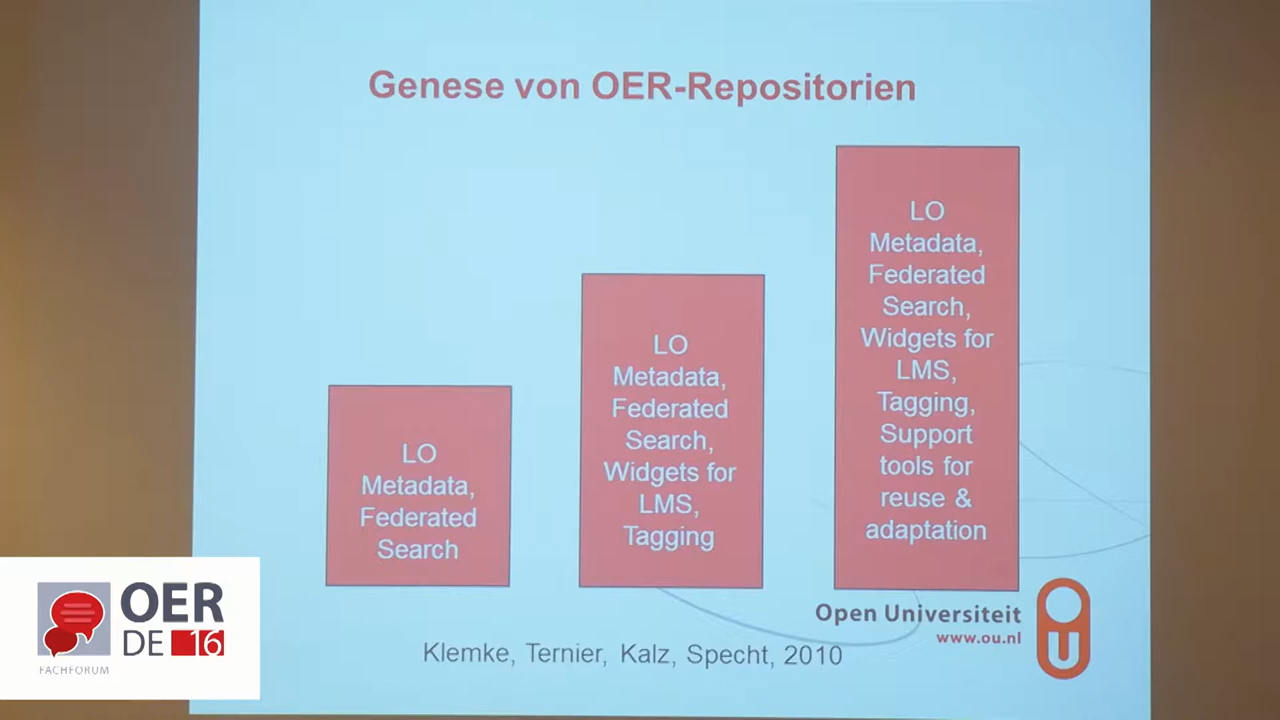 Genese von OER-Repositorien
LO
Metadata,
Federated
Search
LO
Metadata,
Federated
Search,
Widgets for
LMS,
Tagging
LO
Metadata,
Federated
Search,
Widgets for
LMS,
Tagging,
Support
tools for
reuse &
adaptation
Open Universiteit
www.ou.nl
OU
Klemke, Ternier, Kalz, Specht, 2010
OER
DE 16
FACHFORUM